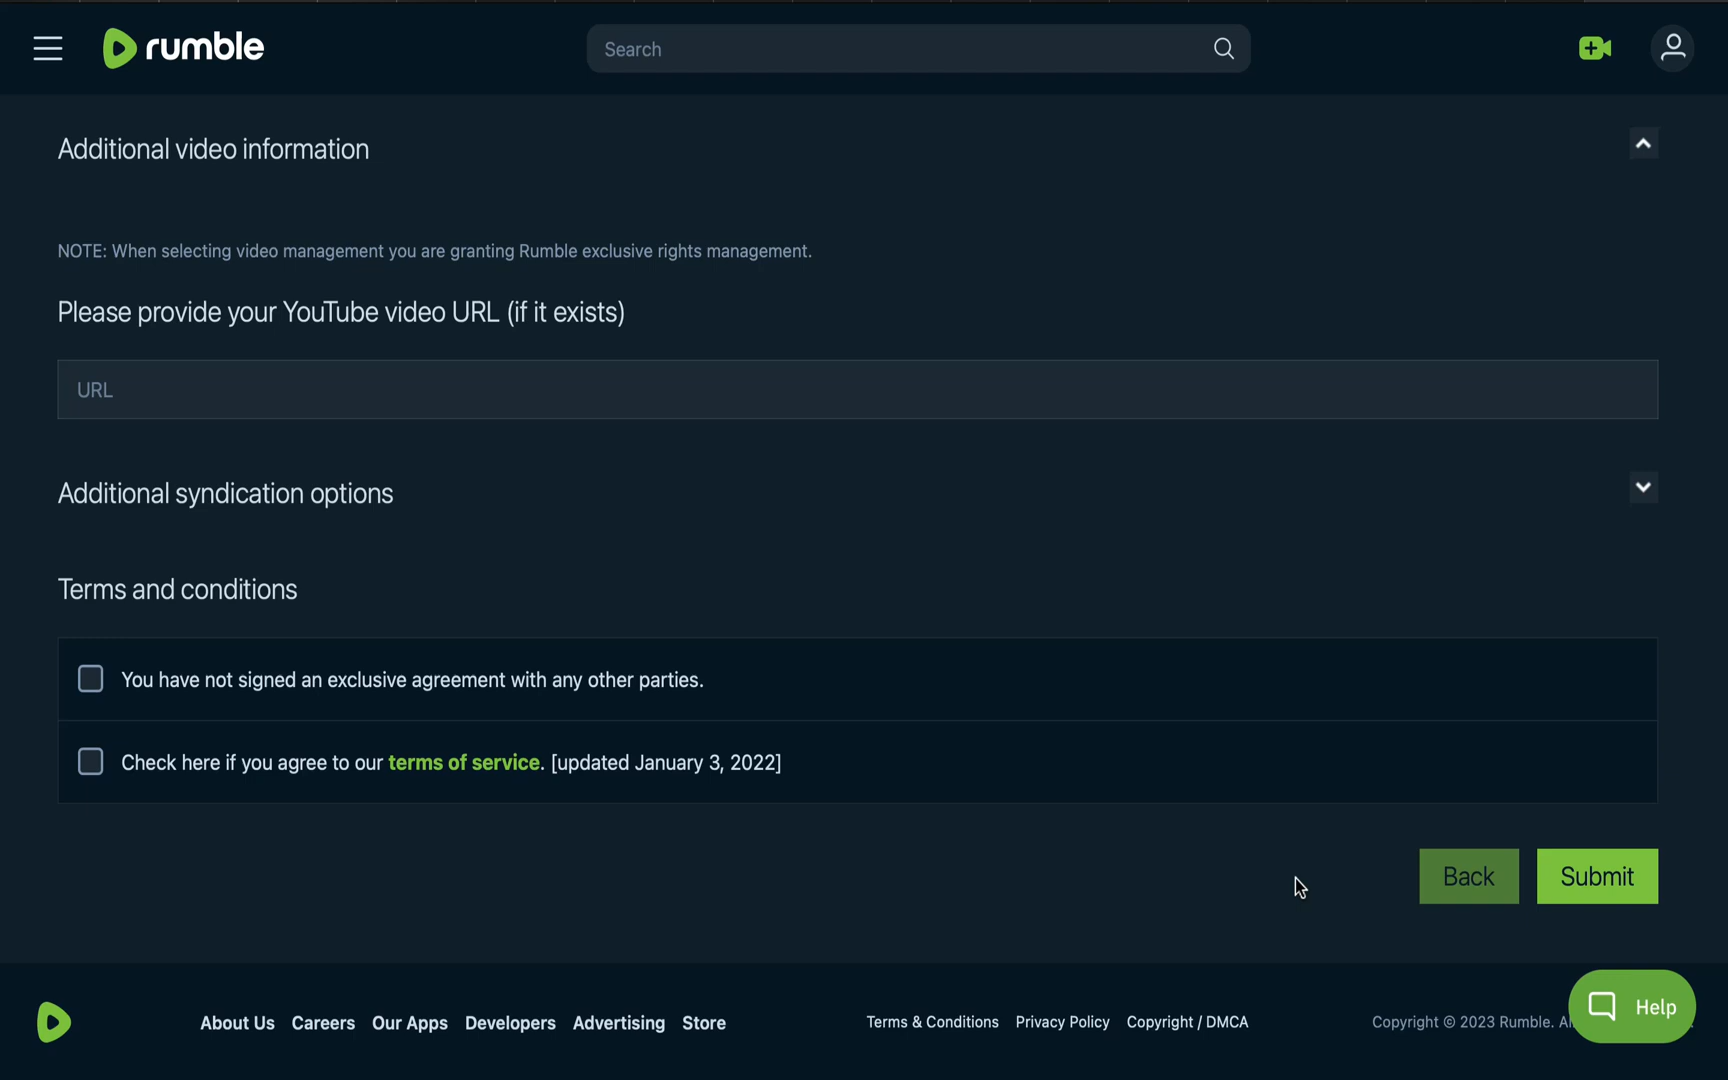 rumble
Search
Additional video information
NOTE: When selecting video management you are granting Rumble exclusive rights management.
Please provide your YouTube video URL (if it exists)
URL
Additional syndication options
Terms and conditions
You have not signed an exclusive agreement with any other parties.
Check here if you agree to our terms of service. [updated January 3, 2022]
Back Submit
About Us Careers Our Apps Developers Advertising Store Terms & Conditions Privacy Policy Copyright / DMCA Copyright © 2023 Rumble.
Help